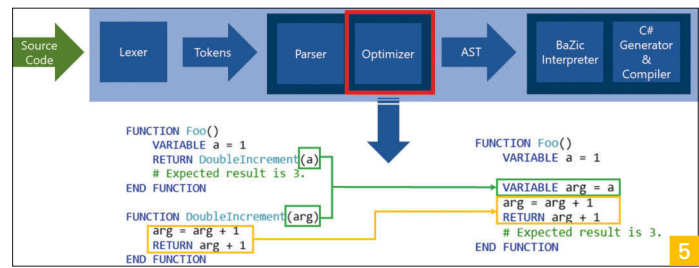 Source
Code
Lexer
Tokens
Parser
Optimizer
AST
BaZic
Interpreter
C#
Generator
&
Compiler
FUNCTION Foo()
VARIABLE a = 1
RETURN DoubleIncrement(a)
# Expected result is 3.
END FUNCTION
FUNCTION DoubleIncrement(arg)
arg = arg + 1
RETURN arg + 1
END FUNCTION
FUNCTION Foo()
VARIABLE a = 1
VARIABLE arg = a
arg = arg + 1
RETURN arg + 1
# Expected result is 3.
END FUNCTION
5